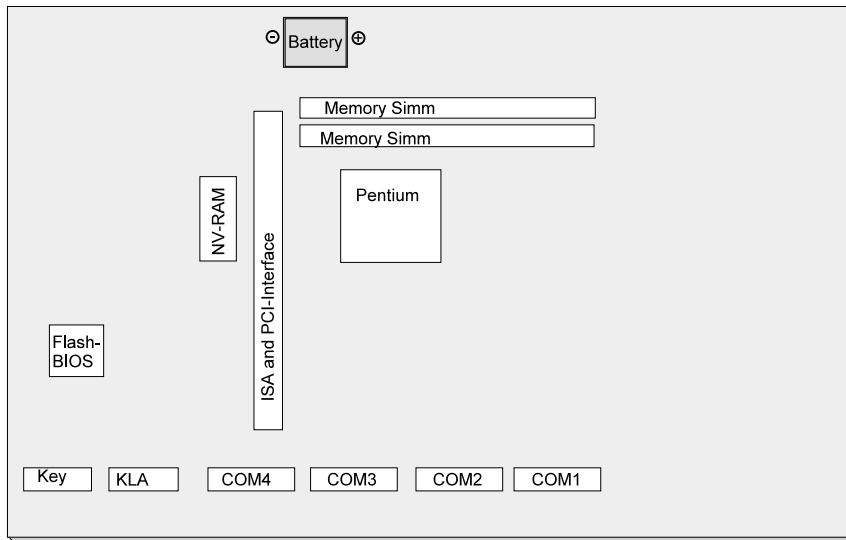 ⊖ Battery ⊕
Memory Simm
Memory Simm
Pentium
NV-RAM
ISA and PCI-Interface
Flash-
BIOS
Key
KLA
COM4
COM3
COM2
COM1